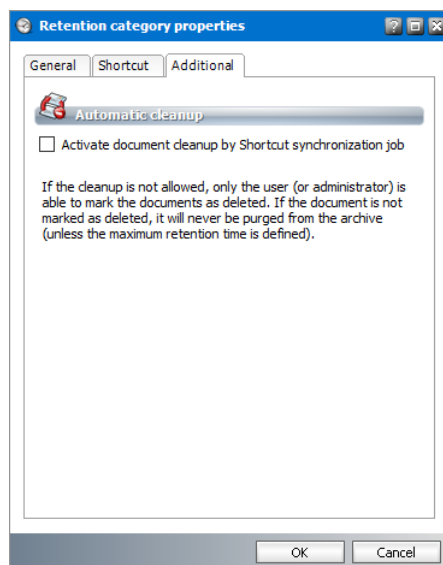 Retention category properties
General
Shortcut
Additional
Automatic cleanup
Activate document cleanup by Shortcut synchronization job
If the cleanup is not allowed, only the user (or administrator) is
able to mark the documents as deleted. If the document is not
marked as deleted, it will never be purged from the archive
(unless the maximum retention time is defined).
OK
Cancel